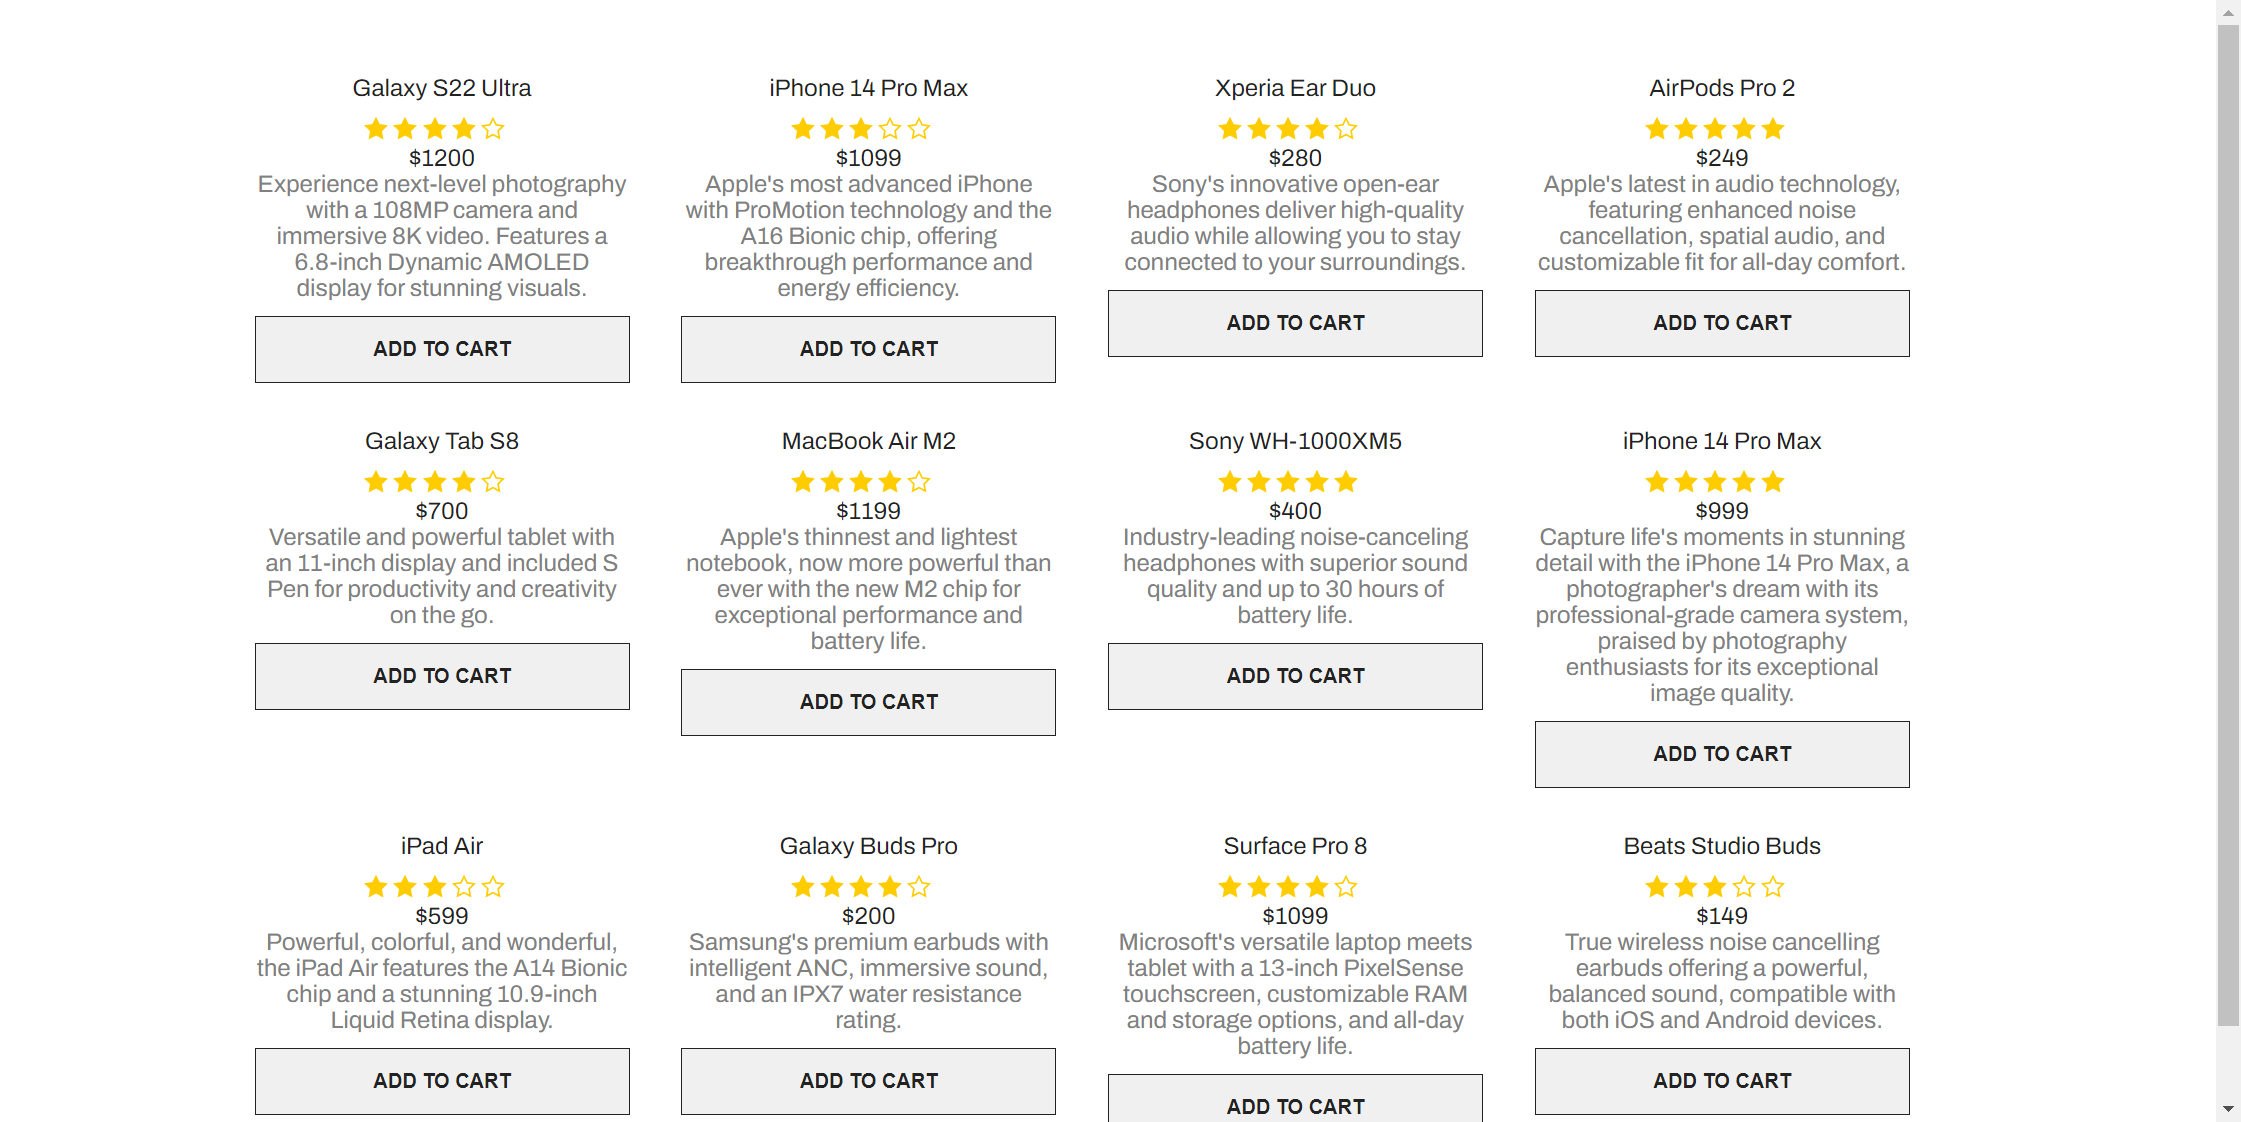 Galaxy S22 Ultra
$1200
Experience next-level photography
with a 108MP camera and
immersive 8K video. Features a
6.8-inch Dynamic AMOLED
display for stunning visuals.
ADD TO CART
iPhone 14 Pro Max
$1099
Apple's most advanced iPhone
with ProMotion technology and the
A16 Bionic chip, offering
breakthrough performance and
energy efficiency.
ADD TO CART
Xperia Ear Duo
$280
Sony's innovative open-ear
headphones deliver high-quality
audio while allowing you to stay
connected to your surroundings.
ADD TO CART
AirPods Pro 2
$249
Apple's latest in audio technology,
featuring enhanced noise
cancellation, spatial audio, and
customizable fit for all-day comfort.
ADD TO CART
Galaxy Tab S8
$700
Versatile and powerful tablet with
an 11-inch display and included S
Pen for productivity and creativity
on the go.
ADD TO CART
MacBook Air M2
$1199
Apple's thinnest and lightest
notebook, now more powerful than
ever with the new M2 chip for
exceptional performance and
battery life.
ADD TO CART
Sony WH-1000XM5
$400
Industry-leading noise-canceling
headphones with superior sound
quality and up to 30 hours of
battery life.
ADD TO CART
iPhone 14 Pro Max
$999
Capture life's moments in stunning
detail with the iPhone 14 Pro Max, a
photographer's dream with its
professional-grade camera system,
praised by photography
enthusiasts for its exceptional
image quality.
ADD TO CART
iPad Air
$599
Powerful, colorful, and wonderful,
the iPad Air features the A14 Bionic
chip and a stunning 10.9-inch
Liquid Retina display.
ADD TO CART
Galaxy Buds Pro
$200
Samsung's premium earbuds with
intelligent ANC, immersive sound,
and an IPX7 water resistance
rating.
ADD TO CART
Surface Pro 8
$1099
Microsoft's versatile laptop meets
tablet with a 13-inch PixelSense
touchscreen, customizable RAM
and storage options, and all-day
battery life.
ADD TO CART
Beats Studio Buds
$149
True wireless noise cancelling
earbuds offering a powerful,
balanced sound, compatible with
both iOS and Android devices.
ADD TO CART